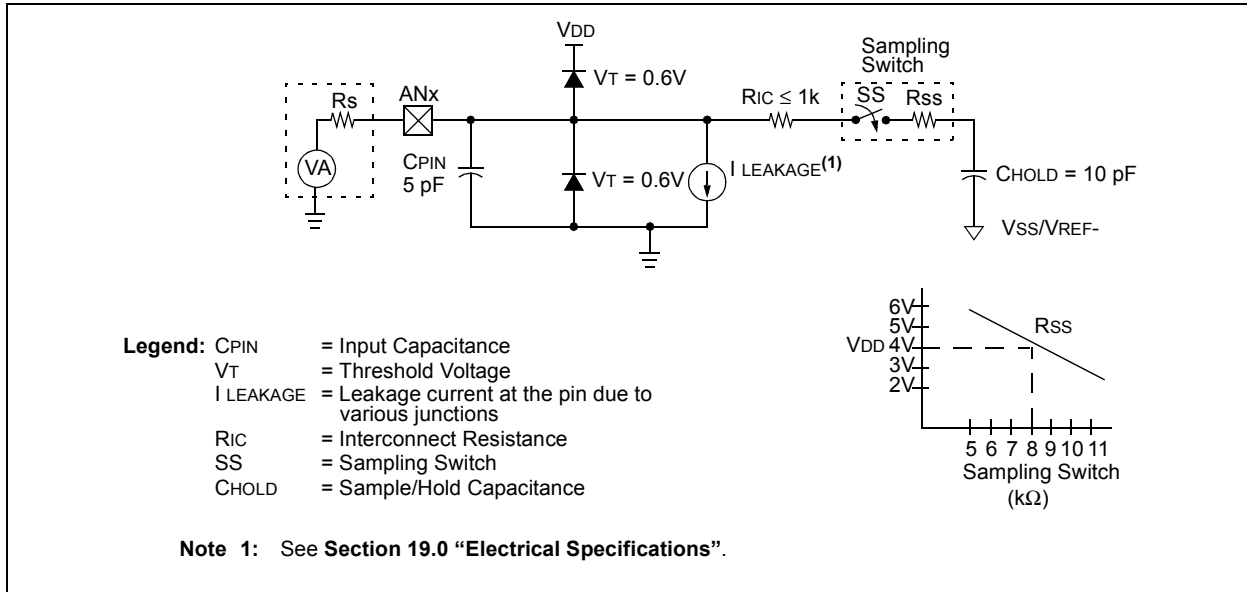 VDD
Sampling
Switch
VT = 0.6V
Rs
ANx
RIC ≤ 1k
SS
Rss
VA
CPIN
5 pF
VT = 0.6V
I LEAKAGE(1)
CHOLD = 10 pF
VSS/VREF-
Legend: CPIN = Input Capacitance
VT = Threshold Voltage
I LEAKAGE = Leakage current at the pin due to
various junctions
RIC = Interconnect Resistance
SS = Sampling Switch
CHOLD = Sample/Hold Capacitance
6V
5V
VDD 4V
3V
2V
RSS
5 6 7 8 9 10 11
Sampling Switch
(kΩ)
Note 1: See Section 19.0 “Electrical Specifications”.